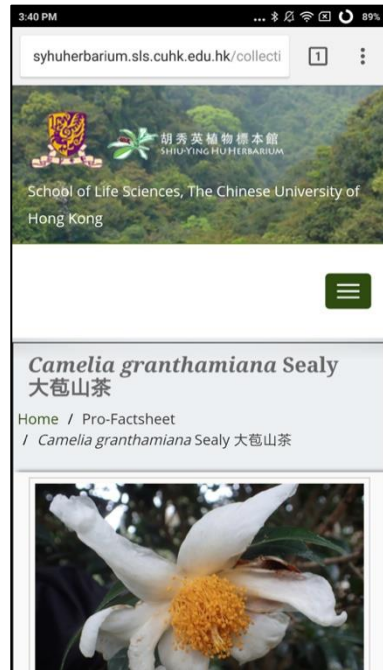 3:40 PM
... 89%
syhuherbarium.sls.cuhk.edu.hk/collecti
1
胡秀英植物標本館
SHIU-YING HU HERBARIUM
School of Life Sciences, The Chinese University of
Hong Kong
Camelia granthamiana Sealy
大苞山茶
Home / Pro-Factsheet
/ Camelia granthamiana Sealy 大苞山茶